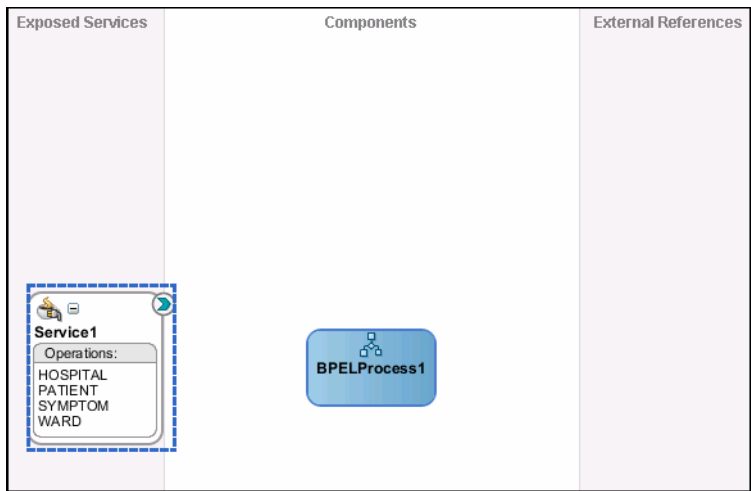 Exposed Services
Components
External References
Service1
Operations:
HOSPITAL
PATIENT
SYMPTOM
WARD
BPELProcess1